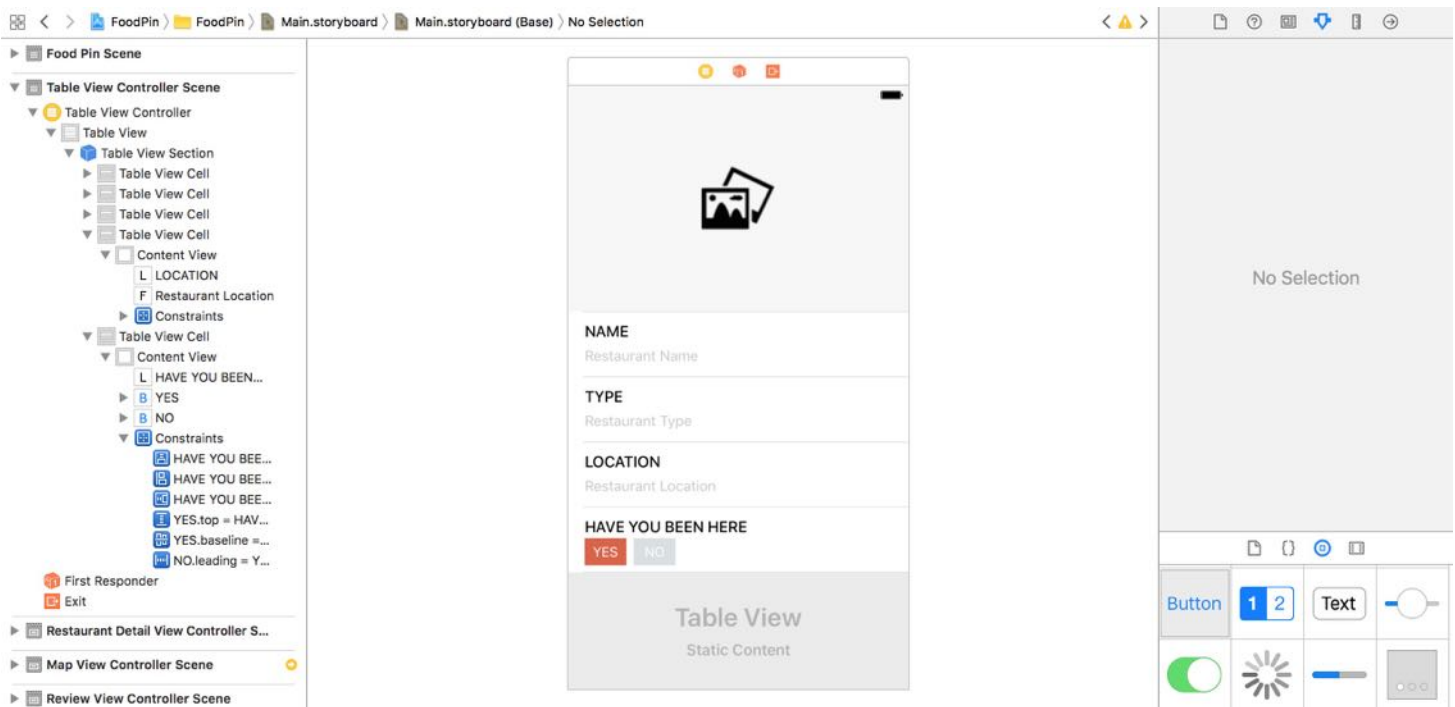 FoodPin FoodPin Main.storyboard Main.storyboard (Base) No Selection
Food Pin Scene
Table View Controller Scene
Table View Controller
Table View
Table View Section
Table View Cell
Table View Cell
Table View Cell
Table View Cell
Content View
L LOCATION
F Restaurant Location
Constraints
Table View Cell
Content View
L HAVE YOU BEEN...
B YES
B NO
Constraints
HAVE YOU BEE...
HAVE YOU BEE...
HAVE YOU BEE...
YES.top = HAV...
YES.baseline =...
NO.leading = Y...
First Responder
Exit
Restaurant Detail View Controller S...
Map View Controller Scene
Review View Controller Scene
NAME
Restaurant Name
TYPE
Restaurant Type
LOCATION
Restaurant Location
HAVE YOU BEEN HERE
YES NO
Table View
Static Content
No Selection
Button 1 2 Text